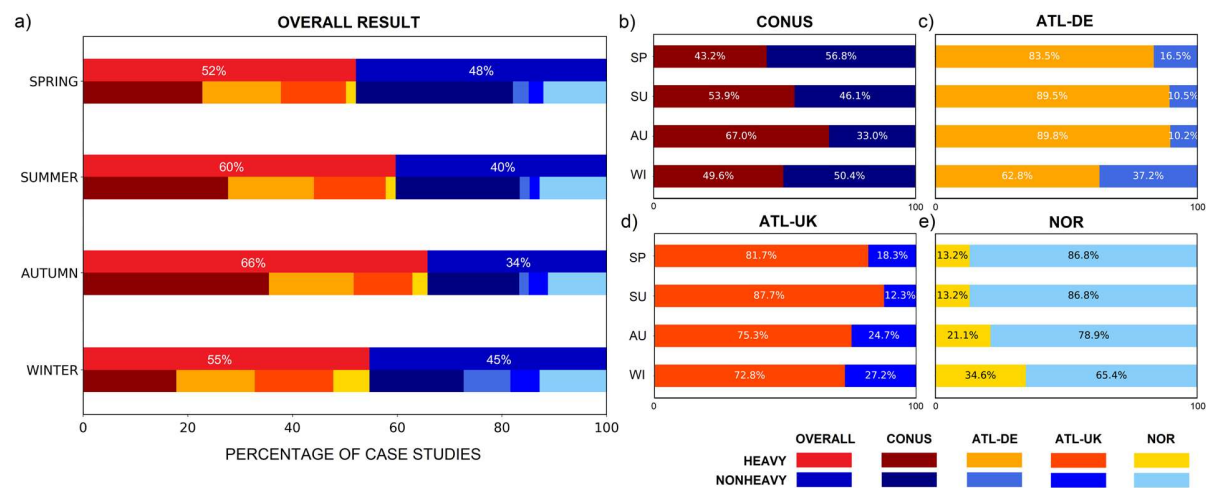 a) OVERALL RESULT
SPRING
52% 48%
SUMMER
60% 40%
AUTUMN
66% 34%
WINTER
55% 45%
0 20 40 60 80 100
PERCENTAGE OF CASE STUDIES
b) CONUS
SP 43.2% 56.8%
SU 53.9% 46.1%
AU 67.0% 33.0%
WI 49.6% 50.4%
0 100
c) ATL-DE
83.5% 16.5%
89.5% 10.5%
89.8% 10.2%
62.8% 37.2%
0 100
d) ATL-UK
SP 81.7% 18.3%
SU 87.7% 12.3%
AU 75.3% 24.7%
WI 72.8% 27.2%
0 100
e) NOR
13.2% 86.8%
13.2% 86.8%
21.1% 78.9%
34.6% 65.4%
0 100
OVERALL CONUS ATL-DE ATL-UK NOR
HEAVY
NONHEAVY